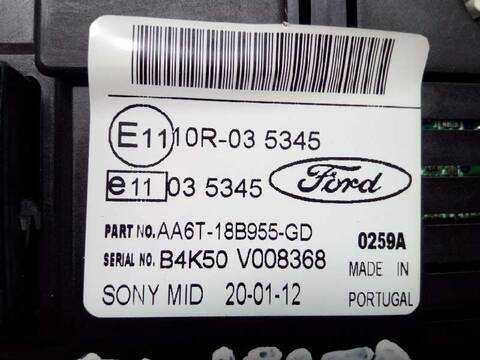 E11 10R-03 5345
e11 03 5345 Ford
PART NO. AA6T-18B955-GD 0259A
SERIAL NO. B4K50 V008368 MADE IN
SONY MID 20-01-12 PORTUGAL